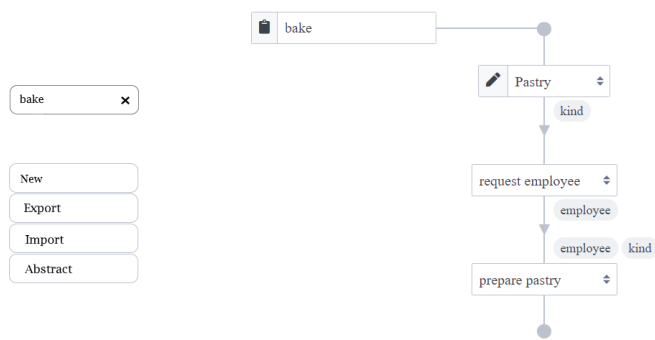 bake
Pastry
bake
kind
New
request employee
Export
employee
Import
employee kind
Abstract
prepare pastry